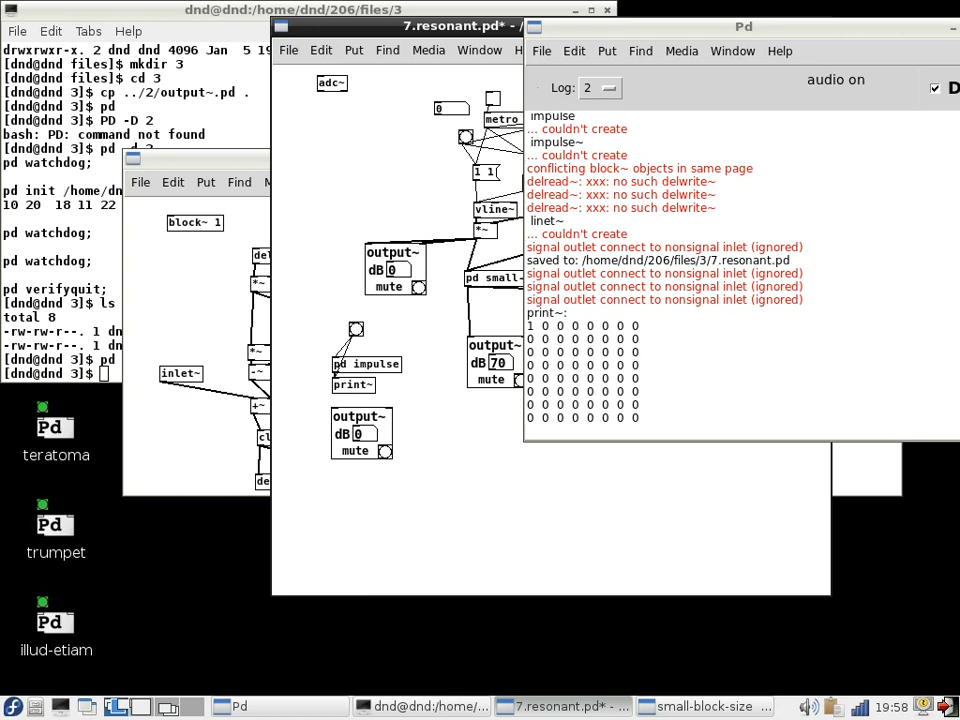 dnd@dnd:/home/dnd/206/files/3
File Edit Tabs Help
drwxrwxr-x. 2 dnd dnd 4096 Jan 5 19
[dnd@dnd files]$ mkdir 3
[dnd@dnd files]$ cd 3
[dnd@dnd 3]$ cp ../2/output~.pd .
[dnd@dnd 3]$ pd
[dnd@dnd 3]$ PD -D 2
bash: PD: command not found
[dnd@dnd 3]$ pd
pd watchdog;
pd init /home/dn
10 20 18 11 22
pd watchdog;
pd watchdog;
pd verifyquit;
[dnd@dnd 3]$ ls
total 8
-rw-rw-r--. 1 dn
-rw-rw-r--. 1 dn
[dnd@dnd 3]$ pd
[dnd@dnd 3]$
File Edit Put Find
block~ 1
del
*~
*~
-~
inlet~
+~
cl
de
7.resonant.pd* - /
File Edit Put Find Media Window H
adc~
0
metro
1 1
vline~
*~
output~
dB 0
mute
pd small-
pd impulse
print~
output~
dB 70
mute
output~
dB 0
mute
Pd
File Edit Put Find Media Window Help
Log: 2
audio on
D
impulse
... couldn't create
impulse~
... couldn't create
conflicting block~ objects in same page
delread~: xxx: no such delwrite~
delread~: xxx: no such delwrite~
delread~: xxx: no such delwrite~
linet~
... couldn't create
signal outlet connect to nonsignal inlet (ignored)
saved to: /home/dnd/206/files/3/7.resonant.pd
signal outlet connect to nonsignal inlet (ignored)
signal outlet connect to nonsignal inlet (ignored)
signal outlet connect to nonsignal inlet (ignored)
print~:
1 0 0 0 0 0 0 0
0 0 0 0 0 0 0 0
0 0 0 0 0 0 0 0
0 0 0 0 0 0 0 0
0 0 0 0 0 0 0 0
0 0 0 0 0 0 0 0
0 0 0 0 0 0 0 0
0 0 0 0 0 0 0 0
Pd
teratoma
Pd
trumpet
Pd
illud-etiam
Pd
dnd@dnd:/home/...
7.resonant.pd* - ...
small-block-size ...
19:58